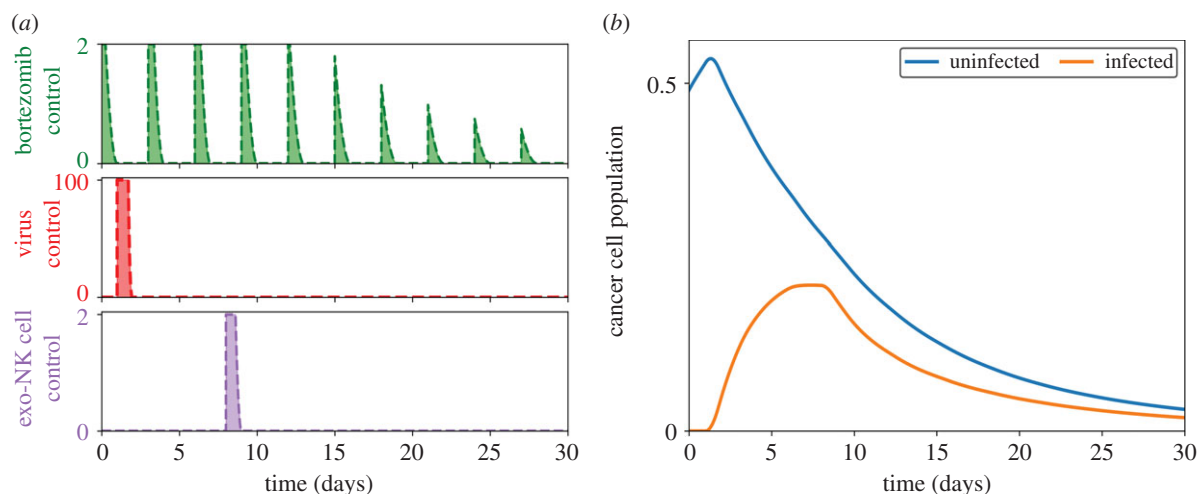 (a)
bortezomib
control
2
0
virus
control
100
0
exo-NK cell
control
2
0
0 5 10 15 20 25 30
time (days)
(b)
uninfected infected
cancer cell population
0.5
0
0 5 10 15 20 25 30
time (days)